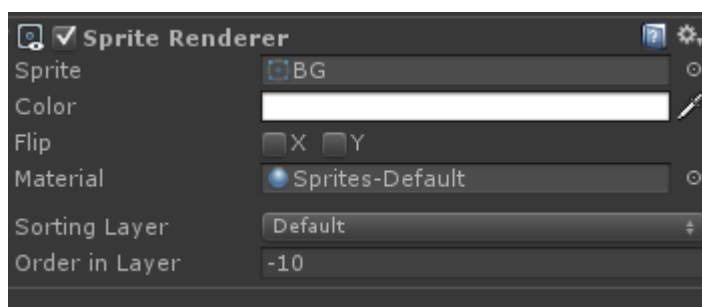 Sprite Renderer
Sprite BG
Color
Flip X Y
Material Sprites-Default
Sorting Layer Default
Order in Layer -10